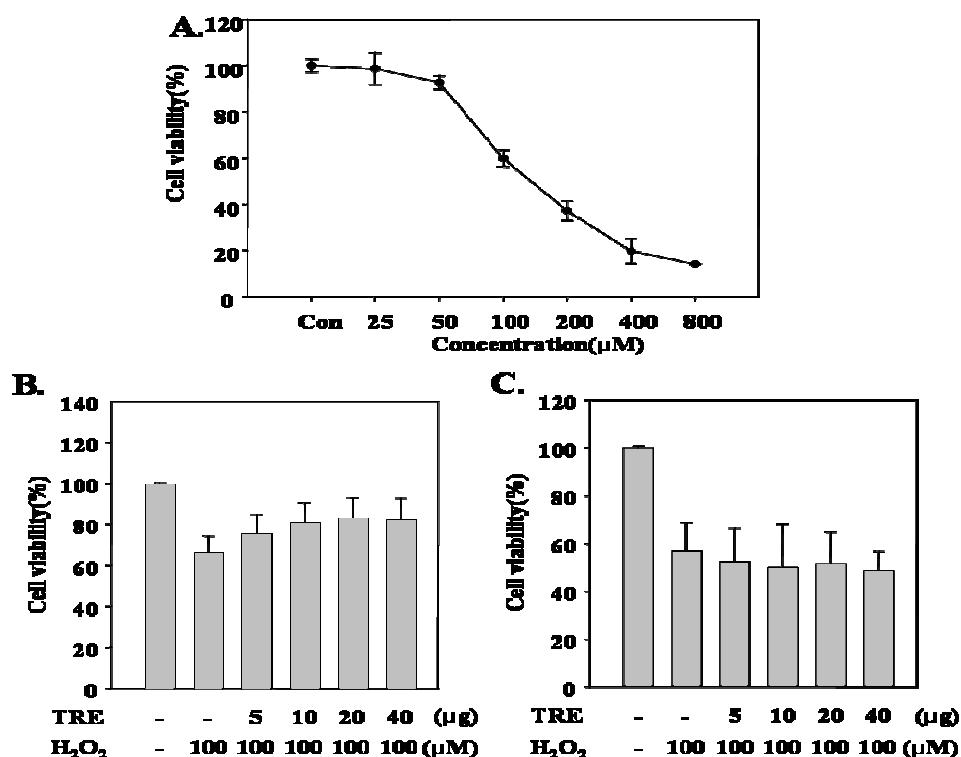 A.
Cell viability(%)
120
100
80
60
40
20
0
Con 25 50 100 200 400 800
Concentration(µM)
B.
Cell viability(%)
140
120
100
80
60
40
20
0
TRE - - 5 10 20 40 (µg)
H₂O₂ - 100 100 100 100 100 (µM)
C.
Cell viability(%)
120
100
80
60
40
20
0
TRE - - 5 10 20 40 (µg)
H₂O₂ - 100 100 100 100 100 (µM)